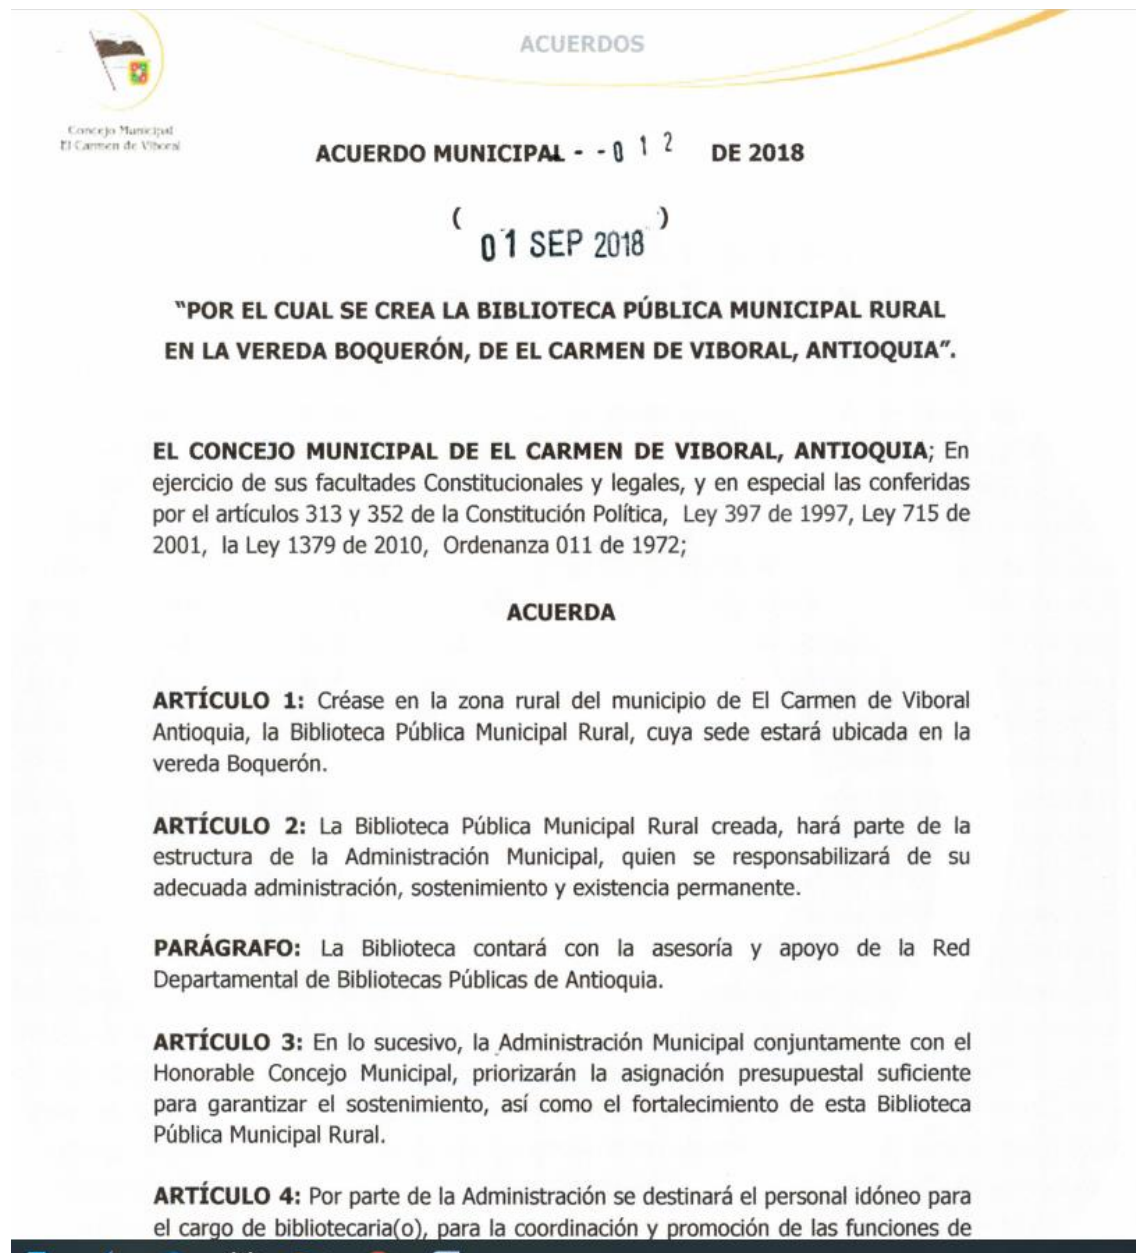 ACUERDOS
Concejo Municipal
El Carmen de Viboral
ACUERDO MUNICIPAL - - 0 1 2 DE 2018
( )
01 SEP 2018
"POR EL CUAL SE CREA LA BIBLIOTECA PÚBLICA MUNICIPAL RURAL
EN LA VEREDA BOQUERÓN, DE EL CARMEN DE VIBORAL, ANTIOQUIA".
EL CONCEJO MUNICIPAL DE EL CARMEN DE VIBORAL, ANTIOQUIA; En
ejercicio de sus facultades Constitucionales y legales, y en especial las conferidas
por el artículos 313 y 352 de la Constitución Política, Ley 397 de 1997, Ley 715 de
2001, la Ley 1379 de 2010, Ordenanza 011 de 1972;
ACUERDA
ARTÍCULO 1: Créase en la zona rural del municipio de El Carmen de Viboral
Antioquia, la Biblioteca Pública Municipal Rural, cuya sede estará ubicada en la
vereda Boquerón.
ARTÍCULO 2: La Biblioteca Pública Municipal Rural creada, hará parte de la
estructura de la Administración Municipal, quien se responsabilizará de su
adecuada administración, sostenimiento y existencia permanente.
PARÁGRAFO: La Biblioteca contará con la asesoría y apoyo de la Red
Departamental de Bibliotecas Públicas de Antioquia.
ARTÍCULO 3: En lo sucesivo, la Administración Municipal conjuntamente con el
Honorable Concejo Municipal, priorizarán la asignación presupuestal suficiente
para garantizar el sostenimiento, así como el fortalecimiento de esta Biblioteca
Pública Municipal Rural.
ARTÍCULO 4: Por parte de la Administración se destinará el personal idóneo para
el cargo de bibliotecaria(o), para la coordinación y promoción de las funciones de